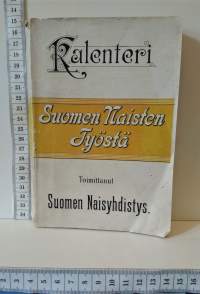 Kalenteri
Suomen Naisten
Työstä
Toimittanut
Suomen Naisyhdistys.